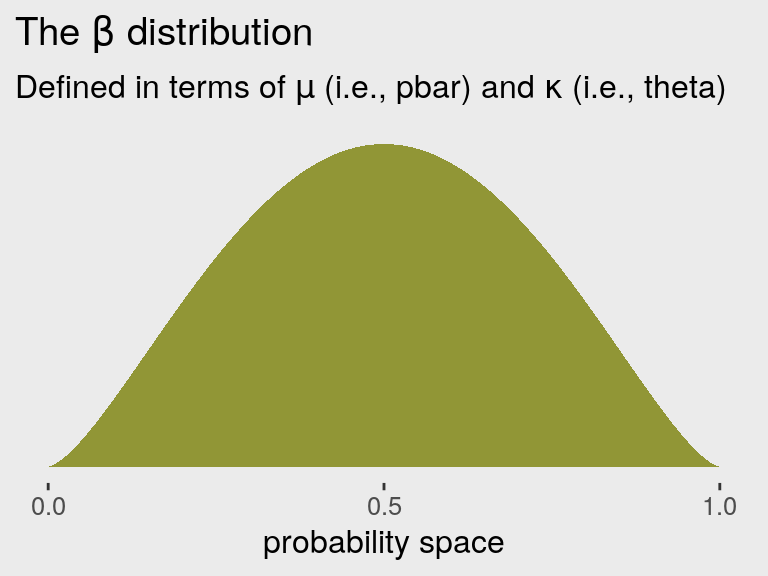 The β distribution
Defined in terms of μ (i.e., pbar) and κ (i.e., theta)
0.0 0.5 1.0
probability space